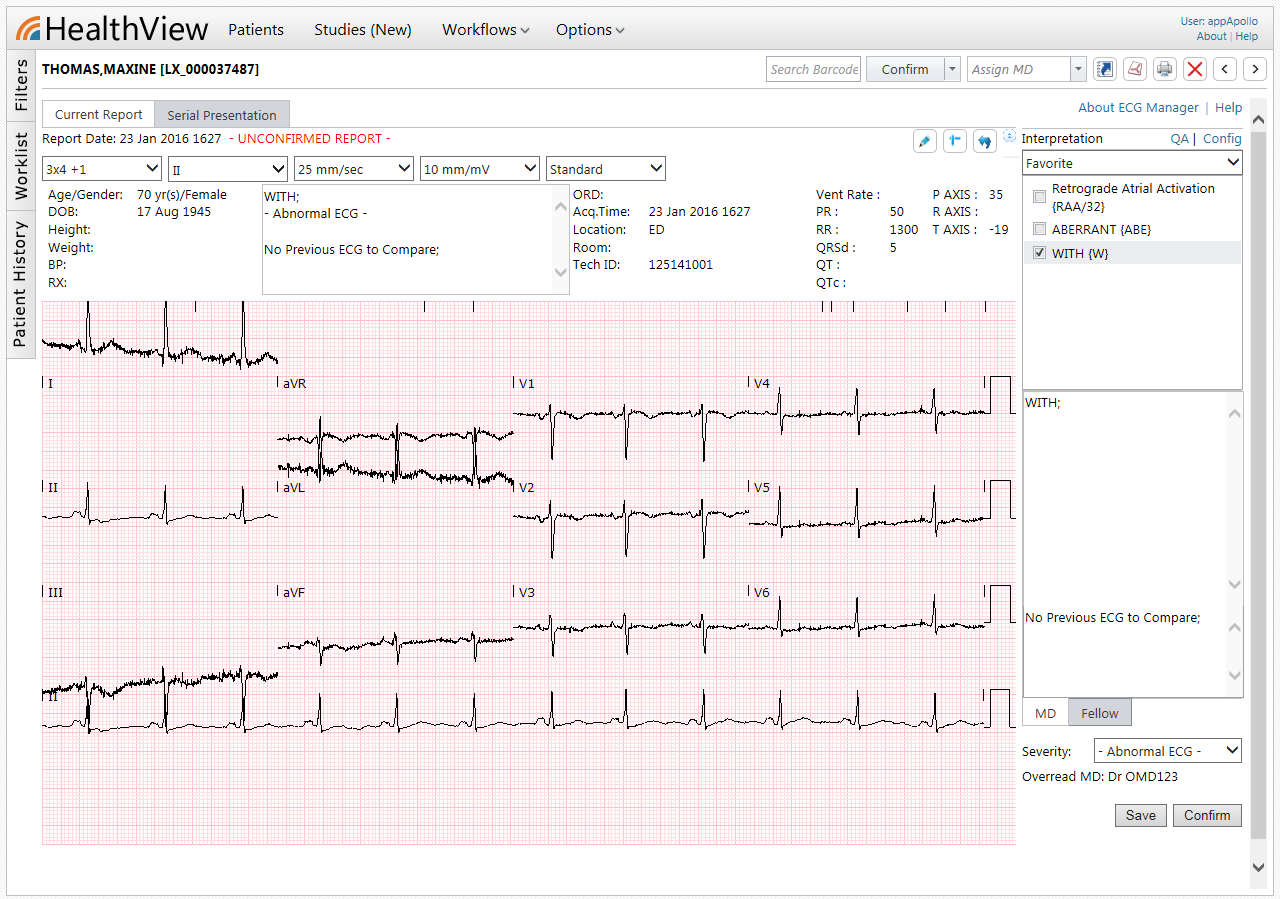 HealthView Patients Studies (New) Workflows Options
User: appApollo
About | Help
Filters
Worklist
Patient History
THOMAS,MAXINE [LX_000037487]
Search Barcode Confirm Assign MD
Current Report Serial Presentation
About ECG Manager | Help
Report Date: 23 Jan 2016 1627 - UNCONFIRMED REPORT -
3x4 +1 II 25 mm/sec 10 mm/mV Standard
Age/Gender: 70 yr(s)/Female
DOB: 17 Aug 1945
Height:
Weight:
BP:
RX:
WITH;
- Abnormal ECG -
No Previous ECG to Compare;
ORD:
Acq.Time: 23 Jan 2016 1627
Location: ED
Room:
Tech ID: 125141001
Vent Rate : P AXIS : 35
PR : 50 R AXIS :
RR : 1300 T AXIS : -19
QRSd : 5
QT :
QTc :
I aVR V1 V4
II aVL V2 V5
III aVF V3 V6
II
Interpretation QA | Config
Favorite
Retrograde Atrial Activation
{RAA/32}
ABERRANT {ABE}
WITH {W}
WITH;
No Previous ECG to Compare;
MD Fellow
Severity: - Abnormal ECG -
Overread MD: Dr OMD123
Save Confirm